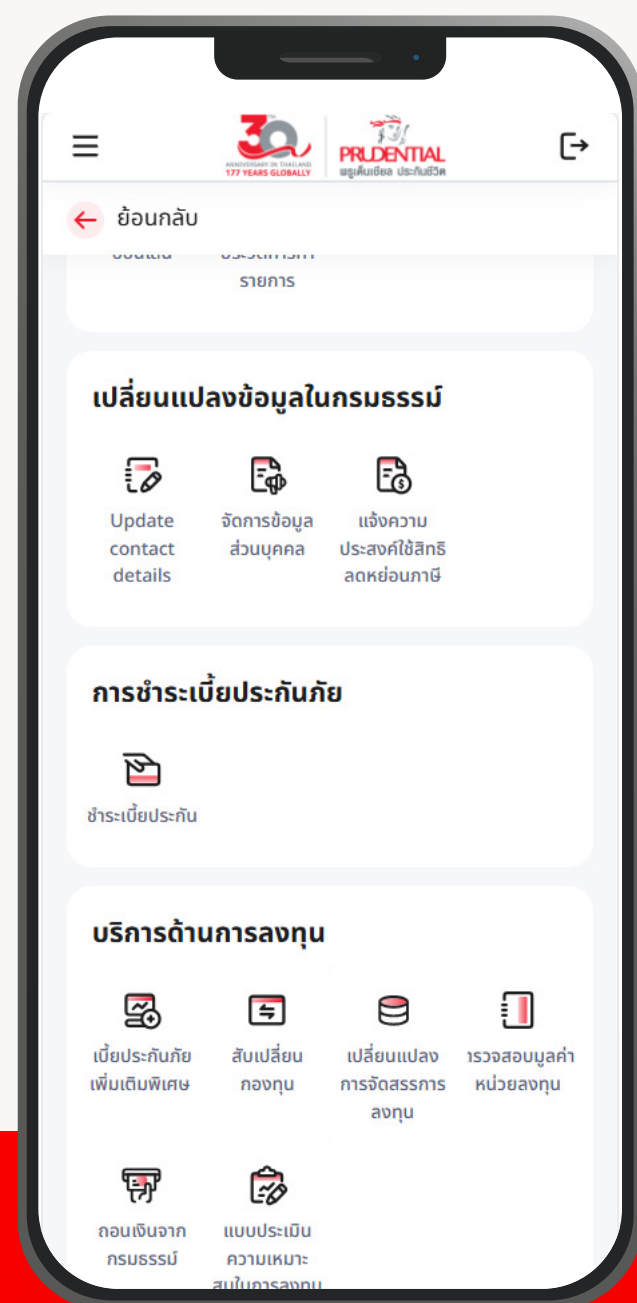 30
ANNIVERSARY IN THAILAND
177 YEARS GLOBALLY
PRUDENTIAL
พรูเด็นเชียล ประกันชีวิต
ย้อนกลับ
รายการ
เปลี่ยนแปลงข้อมูลในกรมธรรม์
Update
contact
details
จัดการข้อมูล
ส่วนบุคคล
แจ้งความ
ประสงค์ใช้สิทธิ
ลดหย่อนภาษี
การชำระเบี้ยประกันภัย
ชำระเบี้ยประกัน
บริการด้านการลงทุน
เบี้ยประกันภัย
เพิ่มเติมพิเศษ
สับเปลี่ยน
กองทุน
เปลี่ยนแปลง
การจัดสรรการ
ลงทุน
ารวจสอบมูลค่า
หน่วยลงทุน
ถอนเงินจาก
กรมธรรม์
แบบประเมิน
ความเหมาะ
สมในการลงทุน